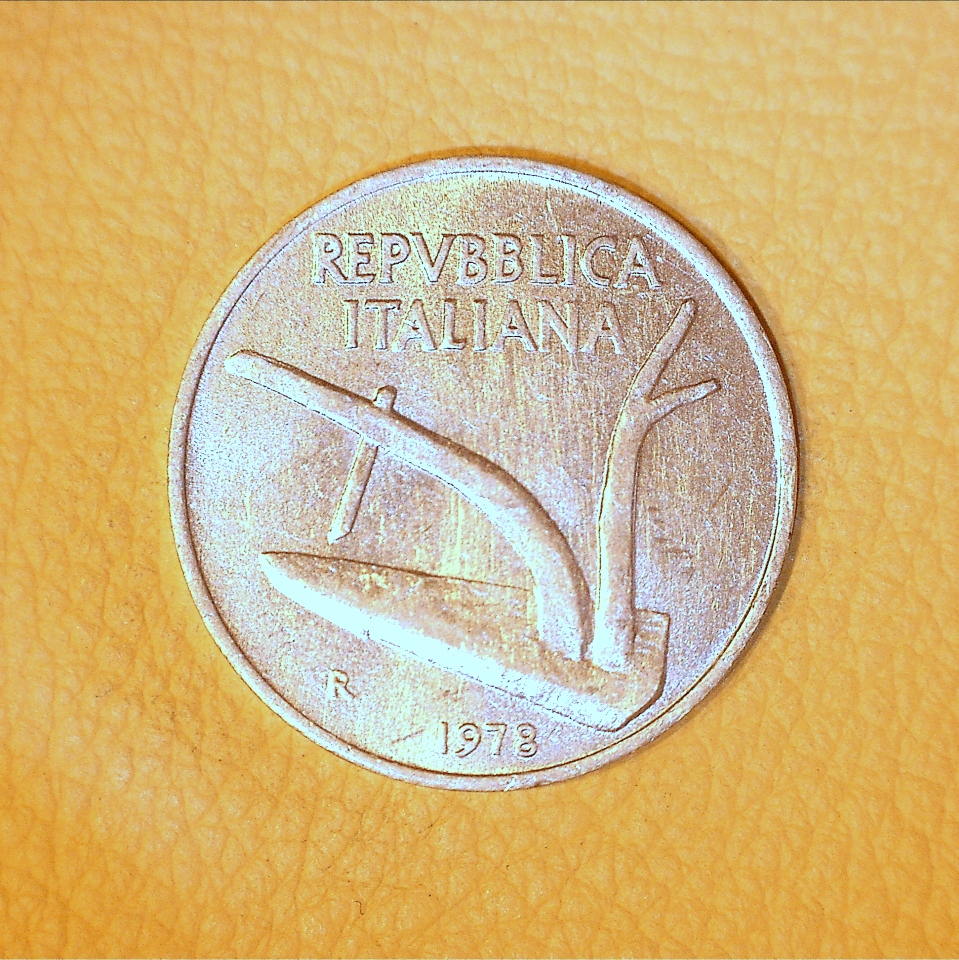 REPVBBLICA
ITALIANA
R
1978